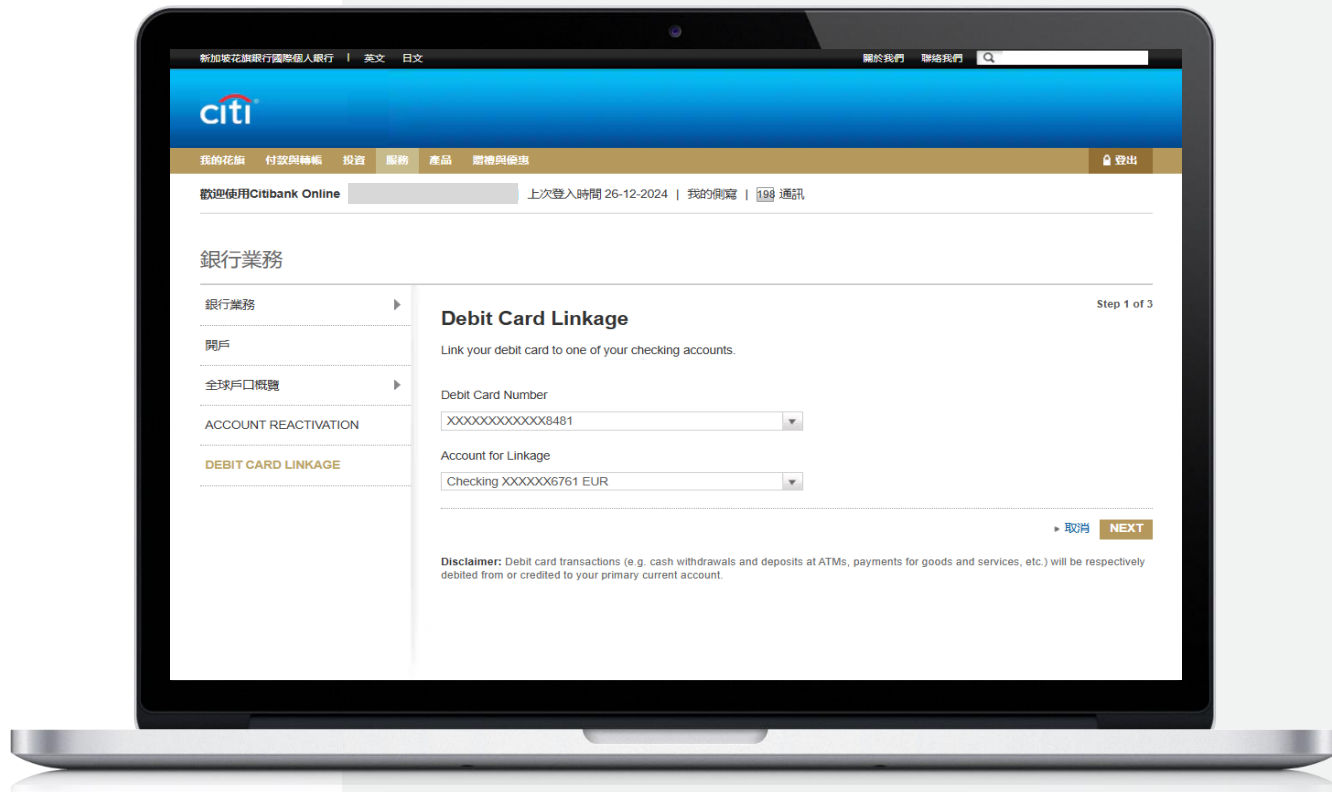 新加坡花旗銀行國際個人銀行 | 英文 日文 關於我們 聯絡我們
citi
我的花旗 付款與轉帳 投資 服務 產品 贈禮與優惠 登出
歡迎使用Citibank Online 上次登入時間 26-12-2024 | 我的側寫 | 198 通訊
銀行業務
銀行業務
開戶
全球戶口概覽
ACCOUNT REACTIVATION
DEBIT CARD LINKAGE
Step 1 of 3
Debit Card Linkage
Link your debit card to one of your checking accounts.
Debit Card Number
XXXXXXXXXXXX8481
Account for Linkage
Checking XXXXXX6761 EUR
取消 NEXT
Disclaimer: Debit card transactions (e.g. cash withdrawals and deposits at ATMs, payments for goods and services, etc.) will be respectively
debited from or credited to your primary current account.